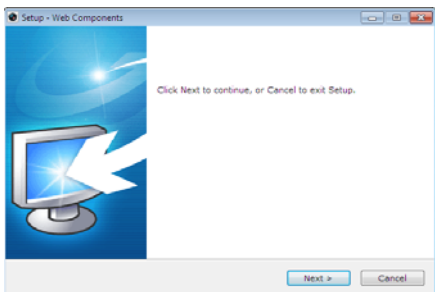 Setup - Web Components
Click Next to continue, or Cancel to exit Setup.
Next >
Cancel